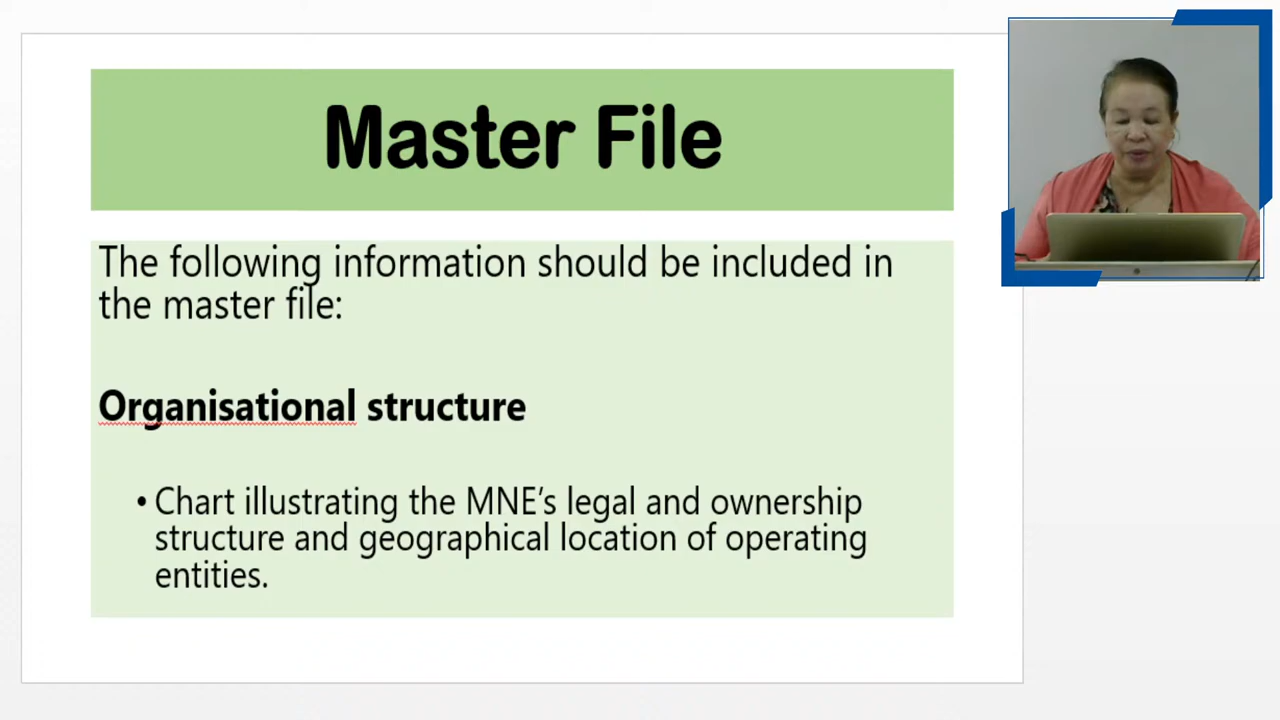 Master File
The following information should be included in
the master file:
Organisational structure
• Chart illustrating the MNE’s legal and ownership
structure and geographical location of operating
entities.